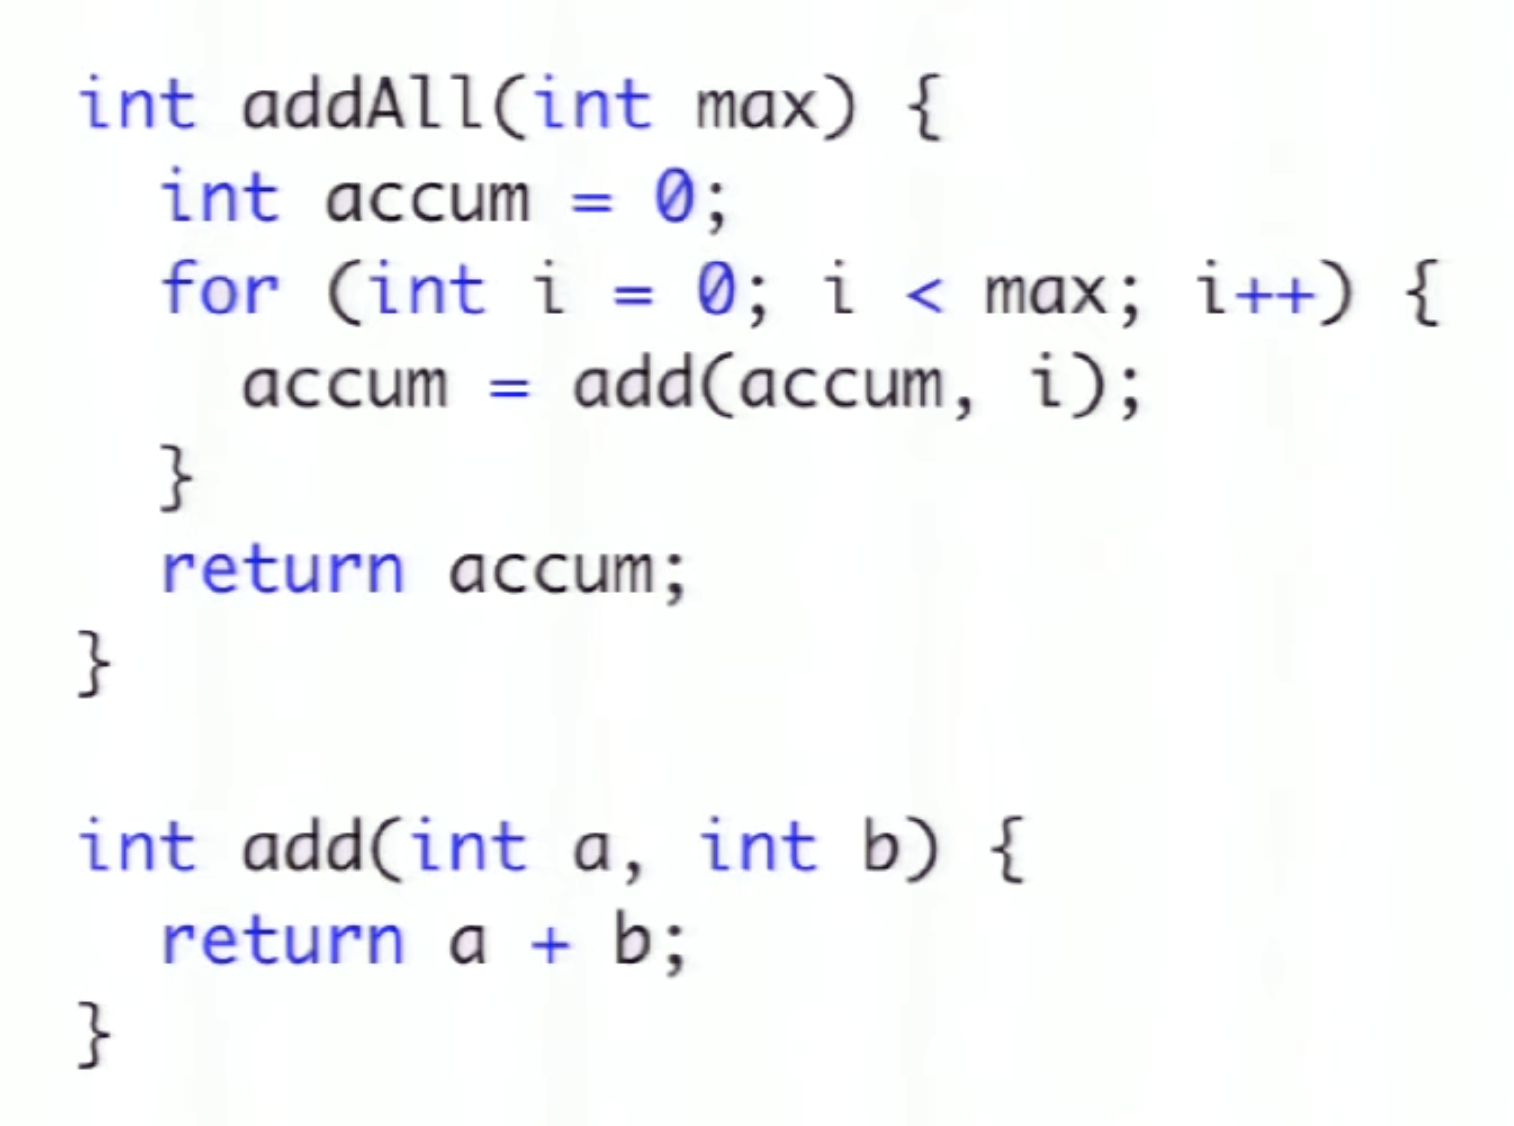 int addAll(int max) {
  int accum = 0;
  for (int i = 0; i < max; i++) {
    accum = add(accum, i);
  }
  return accum;
}

int add(int a, int b) {
  return a + b;
}